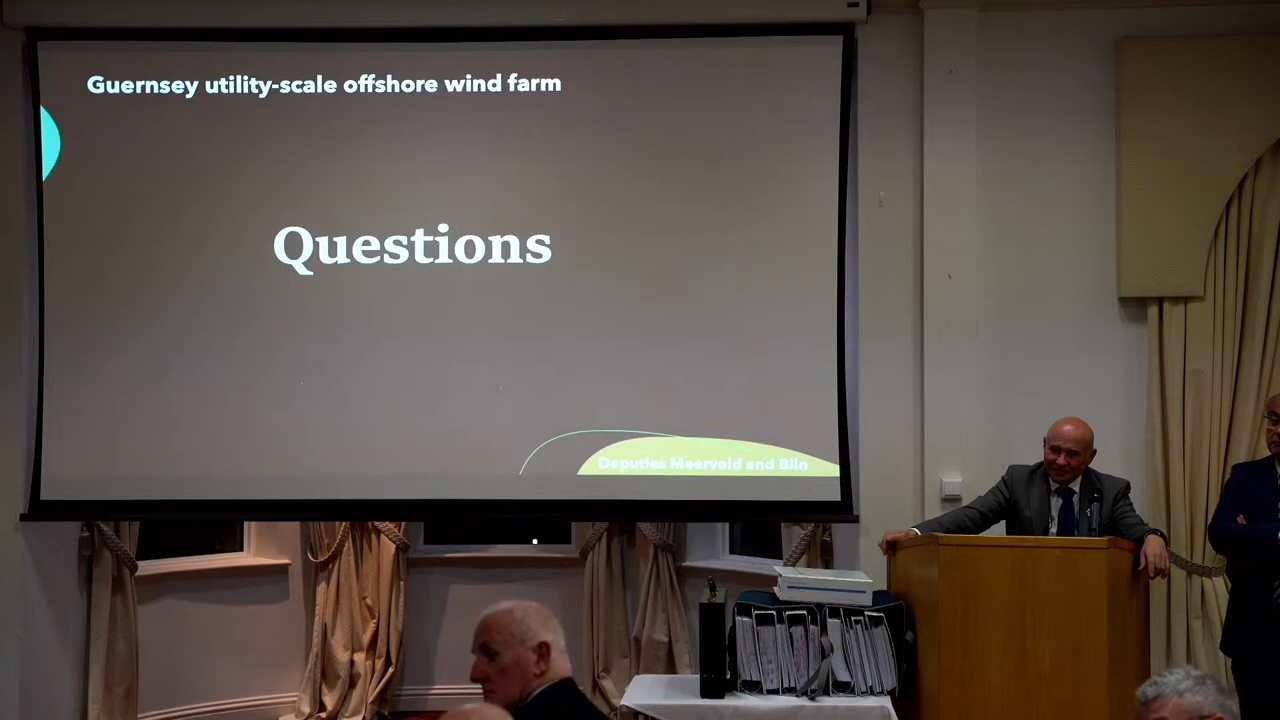 Guernsey utility-scale offshore wind farm
Questions
Deputies Meerveld and Blin